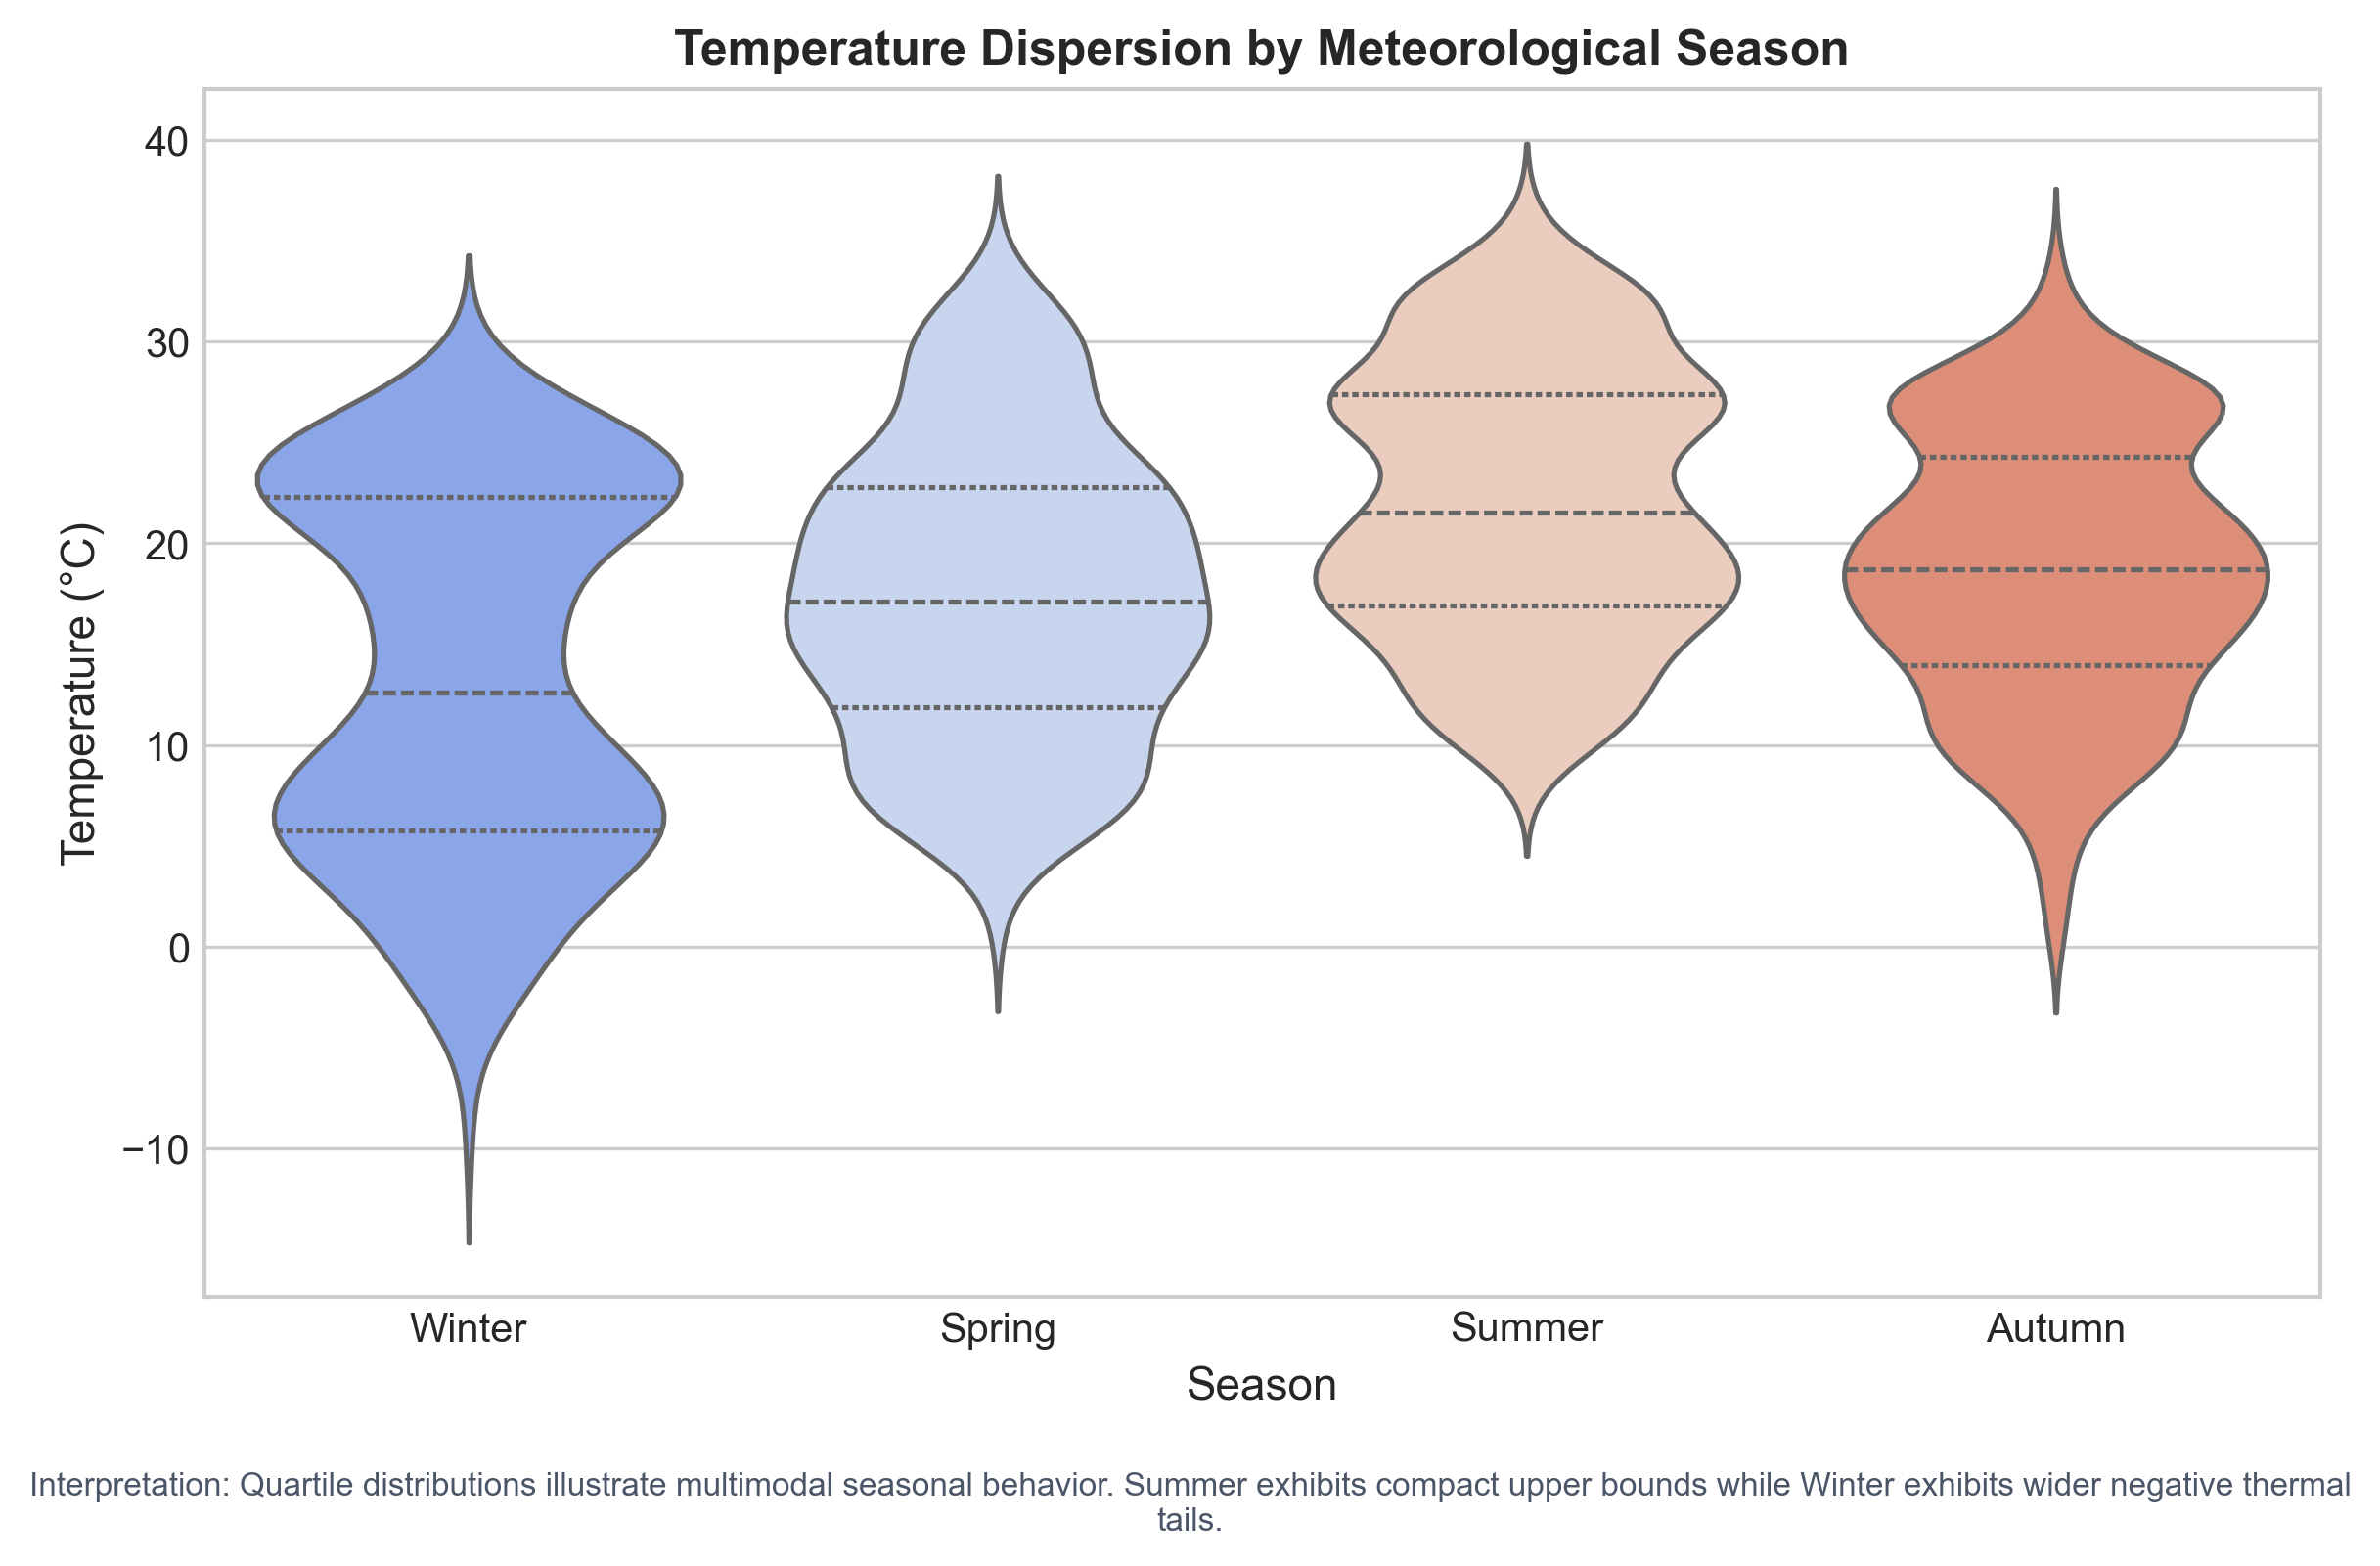 Temperature Dispersion by Meteorological Season
40
30
20
10
0
−10
Temperature (°C)
Winter
Spring
Summer
Autumn
Season
Interpretation: Quartile distributions illustrate multimodal seasonal behavior. Summer exhibits compact upper bounds while Winter exhibits wider negative thermal
tails.